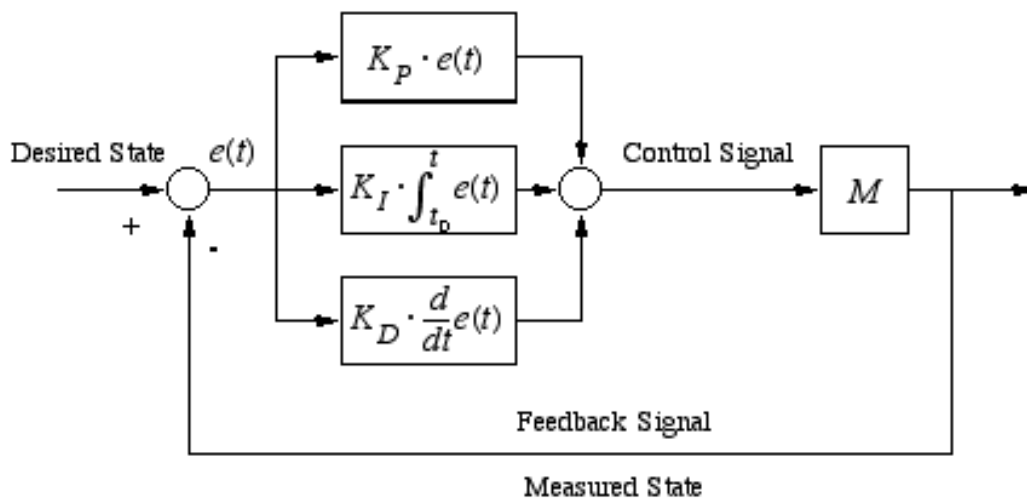 K_P · e(t)
Desired State
e(t)
+
-
K_I · ∫_{t_0}^{t} e(t)
Control Signal
M
K_D · d/dt e(t)
Feedback Signal
Measured State